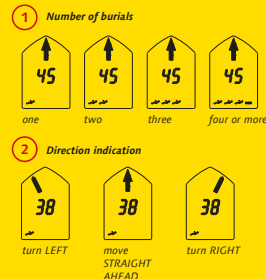 1 Number of burials
45 45 45 45
one two three four or more
2 Direction indication
38 38 38
turn LEFT move turn RIGHT
STRAIGHT
AHEAD